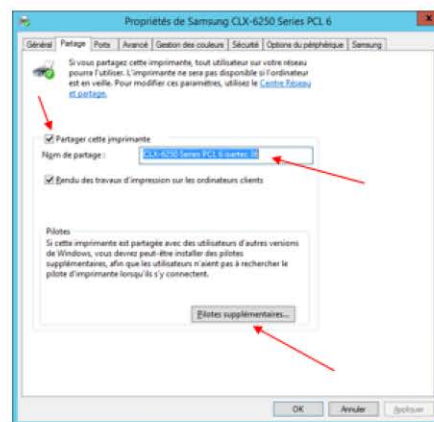 Propriétés de Samsung CLX-6250 Series PCL 6
x
Général Partage Ports Avancé Gestion des couleurs Sécurité Options du périphérique Samsung
Si vous partagez cette imprimante, tout utilisateur sur votre réseau
pourra l'utiliser. L'imprimante ne sera pas disponible si l'ordinateur
est en veille. Pour modifier ces paramètres, utilisez le Centre Réseau
et partage.
Partager cette imprimante
Nom de partage :
CLX-6250 Series PCL 6
Rendu des travaux d'impression sur les ordinateurs clients
Pilotes
Si cette imprimante est partagée avec des utilisateurs d'autres versions
de Windows, vous devrez peut-être installer des pilotes
supplémentaires, afin que les utilisateurs n'aient pas à rechercher le
pilote d'imprimante lorsqu'ils s'y connectent.
Pilotes supplémentaires...
OK Annuler Appliquer